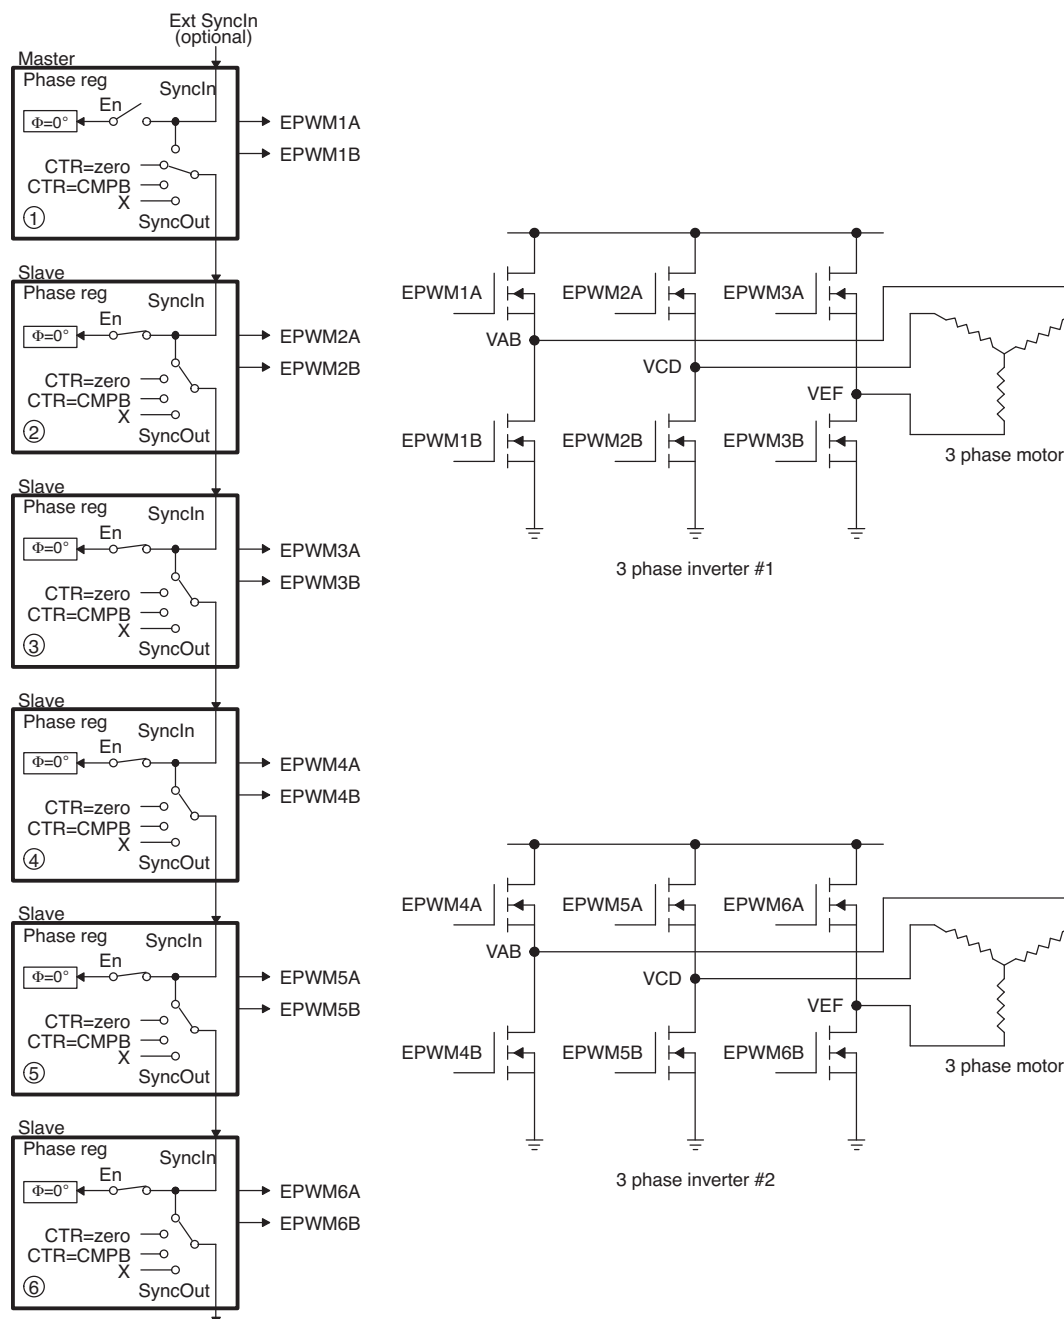 Ext SyncIn
(optional)
Master
Phase reg
SyncIn
En
Φ=0°
EPWM1A
EPWM1B
CTR=zero
CTR=CMPB
X
1
SyncOut
Slave
Phase reg
SyncIn
En
Φ=0°
EPWM2A
EPWM2B
CTR=zero
CTR=CMPB
X
2
SyncOut
Slave
Phase reg
SyncIn
En
Φ=0°
EPWM3A
EPWM3B
CTR=zero
CTR=CMPB
X
3
SyncOut
Slave
Phase reg
SyncIn
En
Φ=0°
EPWM4A
EPWM4B
CTR=zero
CTR=CMPB
X
4
SyncOut
Slave
Phase reg
SyncIn
En
Φ=0°
EPWM5A
EPWM5B
CTR=zero
CTR=CMPB
X
5
SyncOut
Slave
Phase reg
SyncIn
En
Φ=0°
EPWM6A
EPWM6B
CTR=zero
CTR=CMPB
X
6
SyncOut
EPWM1A
EPWM2A
EPWM3A
VAB
VCD
VEF
EPWM1B
EPWM2B
EPWM3B
3 phase motor
3 phase inverter #1
EPWM4A
EPWM5A
EPWM6A
VAB
VCD
VEF
EPWM4B
EPWM5B
EPWM6B
3 phase motor
3 phase inverter #2